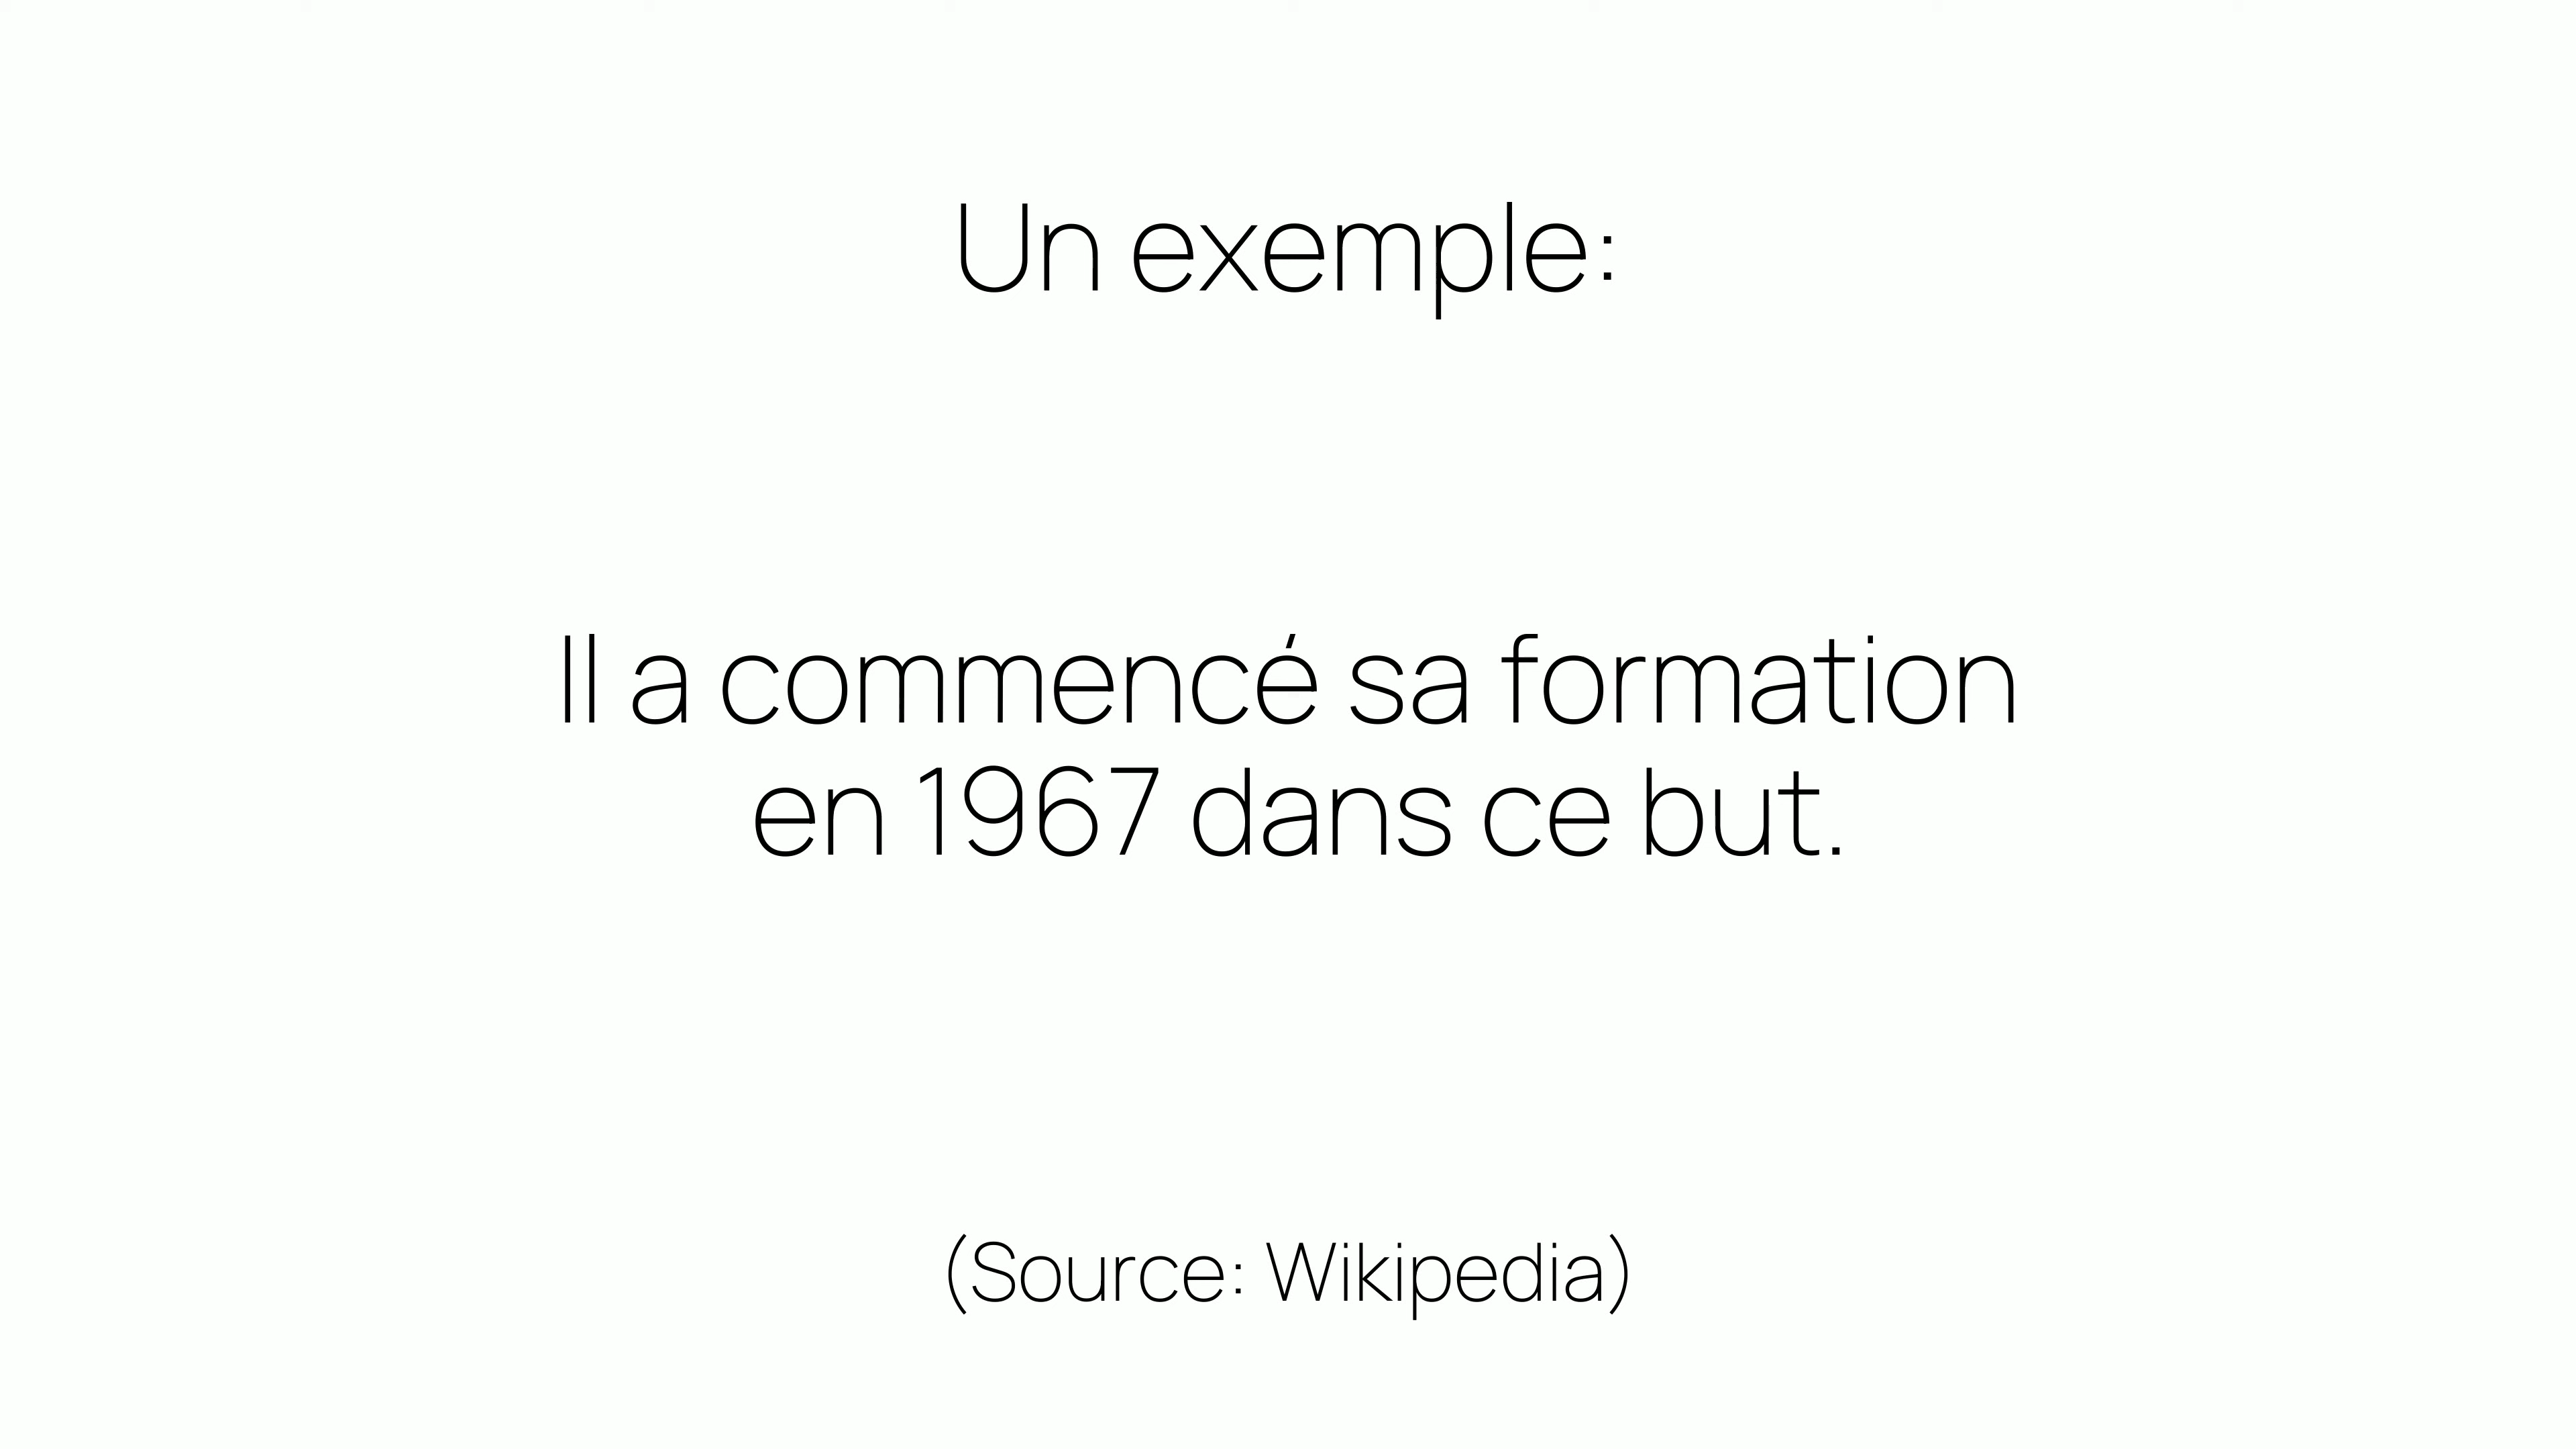 Un exemple:
Il a commencé sa formation
en 1967 dans ce but.
(Source: Wikipedia)